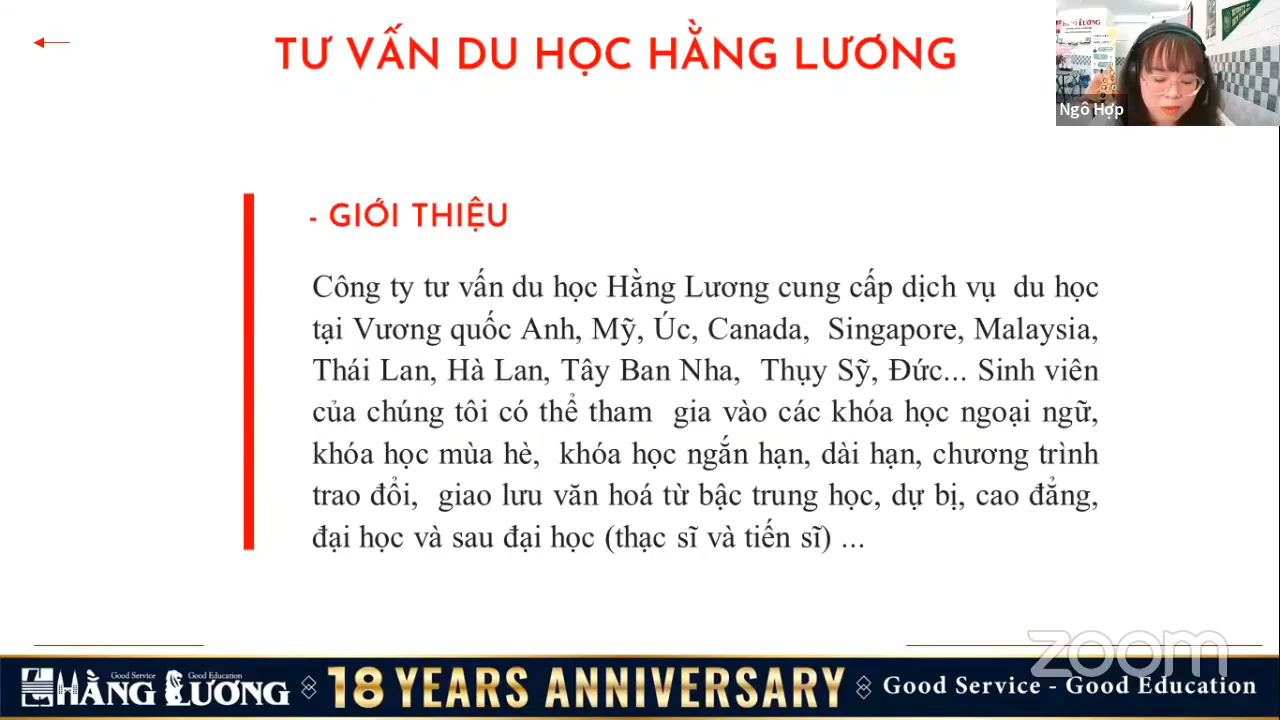 TƯ VẤN DU HỌC HẰNG LƯƠNG
HẰNG LƯƠNG
Ngô Hợp
- GIỚI THIỆU
Công ty tư vấn du học Hằng Lương cung cấp dịch vụ du học
tại Vương quốc Anh, Mỹ, Úc, Canada, Singapore, Malaysia,
Thái Lan, Hà Lan, Tây Ban Nha, Thụy Sỹ, Đức... Sinh viên
của chúng tôi có thể tham gia vào các khóa học ngoại ngữ,
khóa học mùa hè, khóa học ngắn hạn, dài hạn, chương trình
trao đổi, giao lưu văn hoá từ bậc trung học, dự bị, cao đẳng,
đại học và sau đại học (thạc sĩ và tiến sĩ) ...
zoom
Good Service Good Education
HẰNG LƯƠNG 18 YEARS ANNIVERSARY Good Service - Good Education